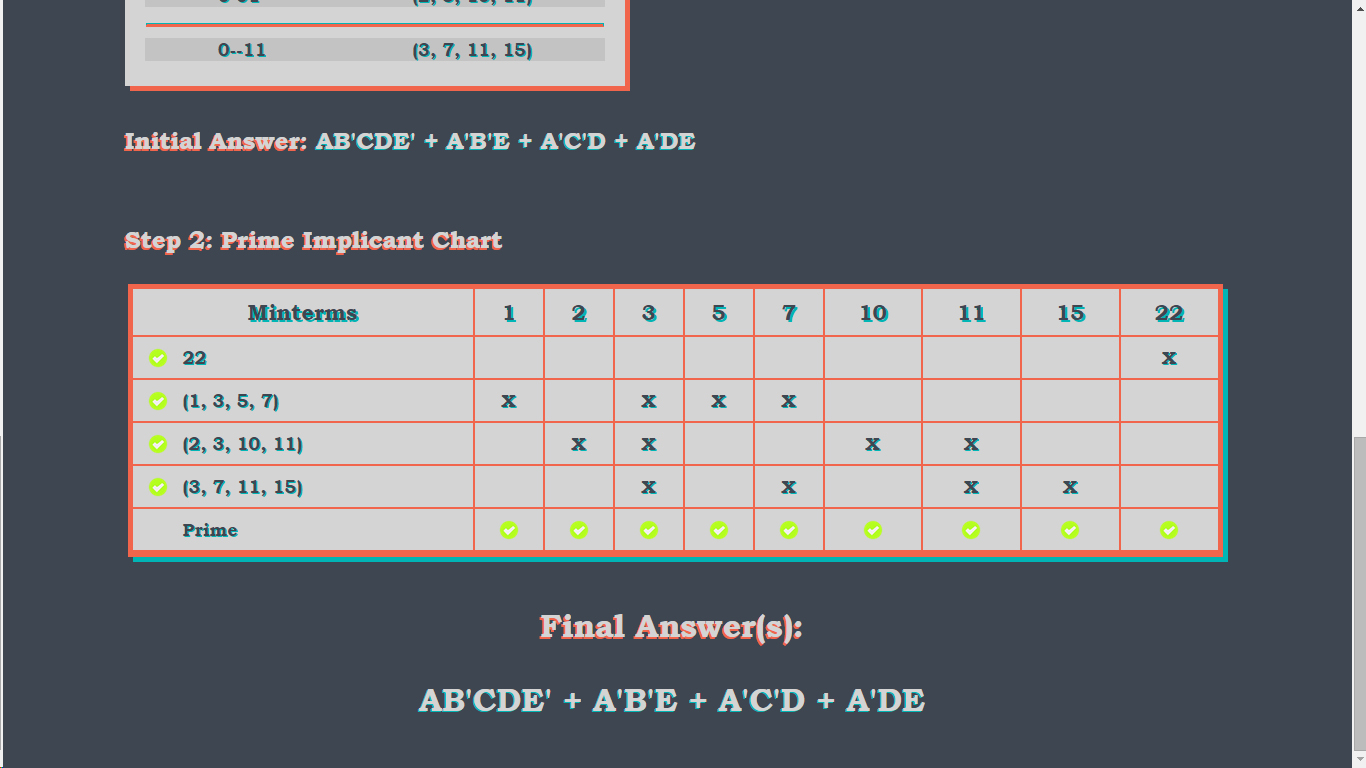 0--11 (3, 7, 11, 15)
Initial Answer: AB'CDE' + A'B'E + A'C'D + A'DE
Step 2: Prime Implicant Chart
Minterms 1 2 3 5 7 10 11 15 22
22 X
(1, 3, 5, 7) X X X X
(2, 3, 10, 11) X X X X
(3, 7, 11, 15) X X X X
Prime
Final Answer(s):
AB'CDE' + A'B'E + A'C'D + A'DE